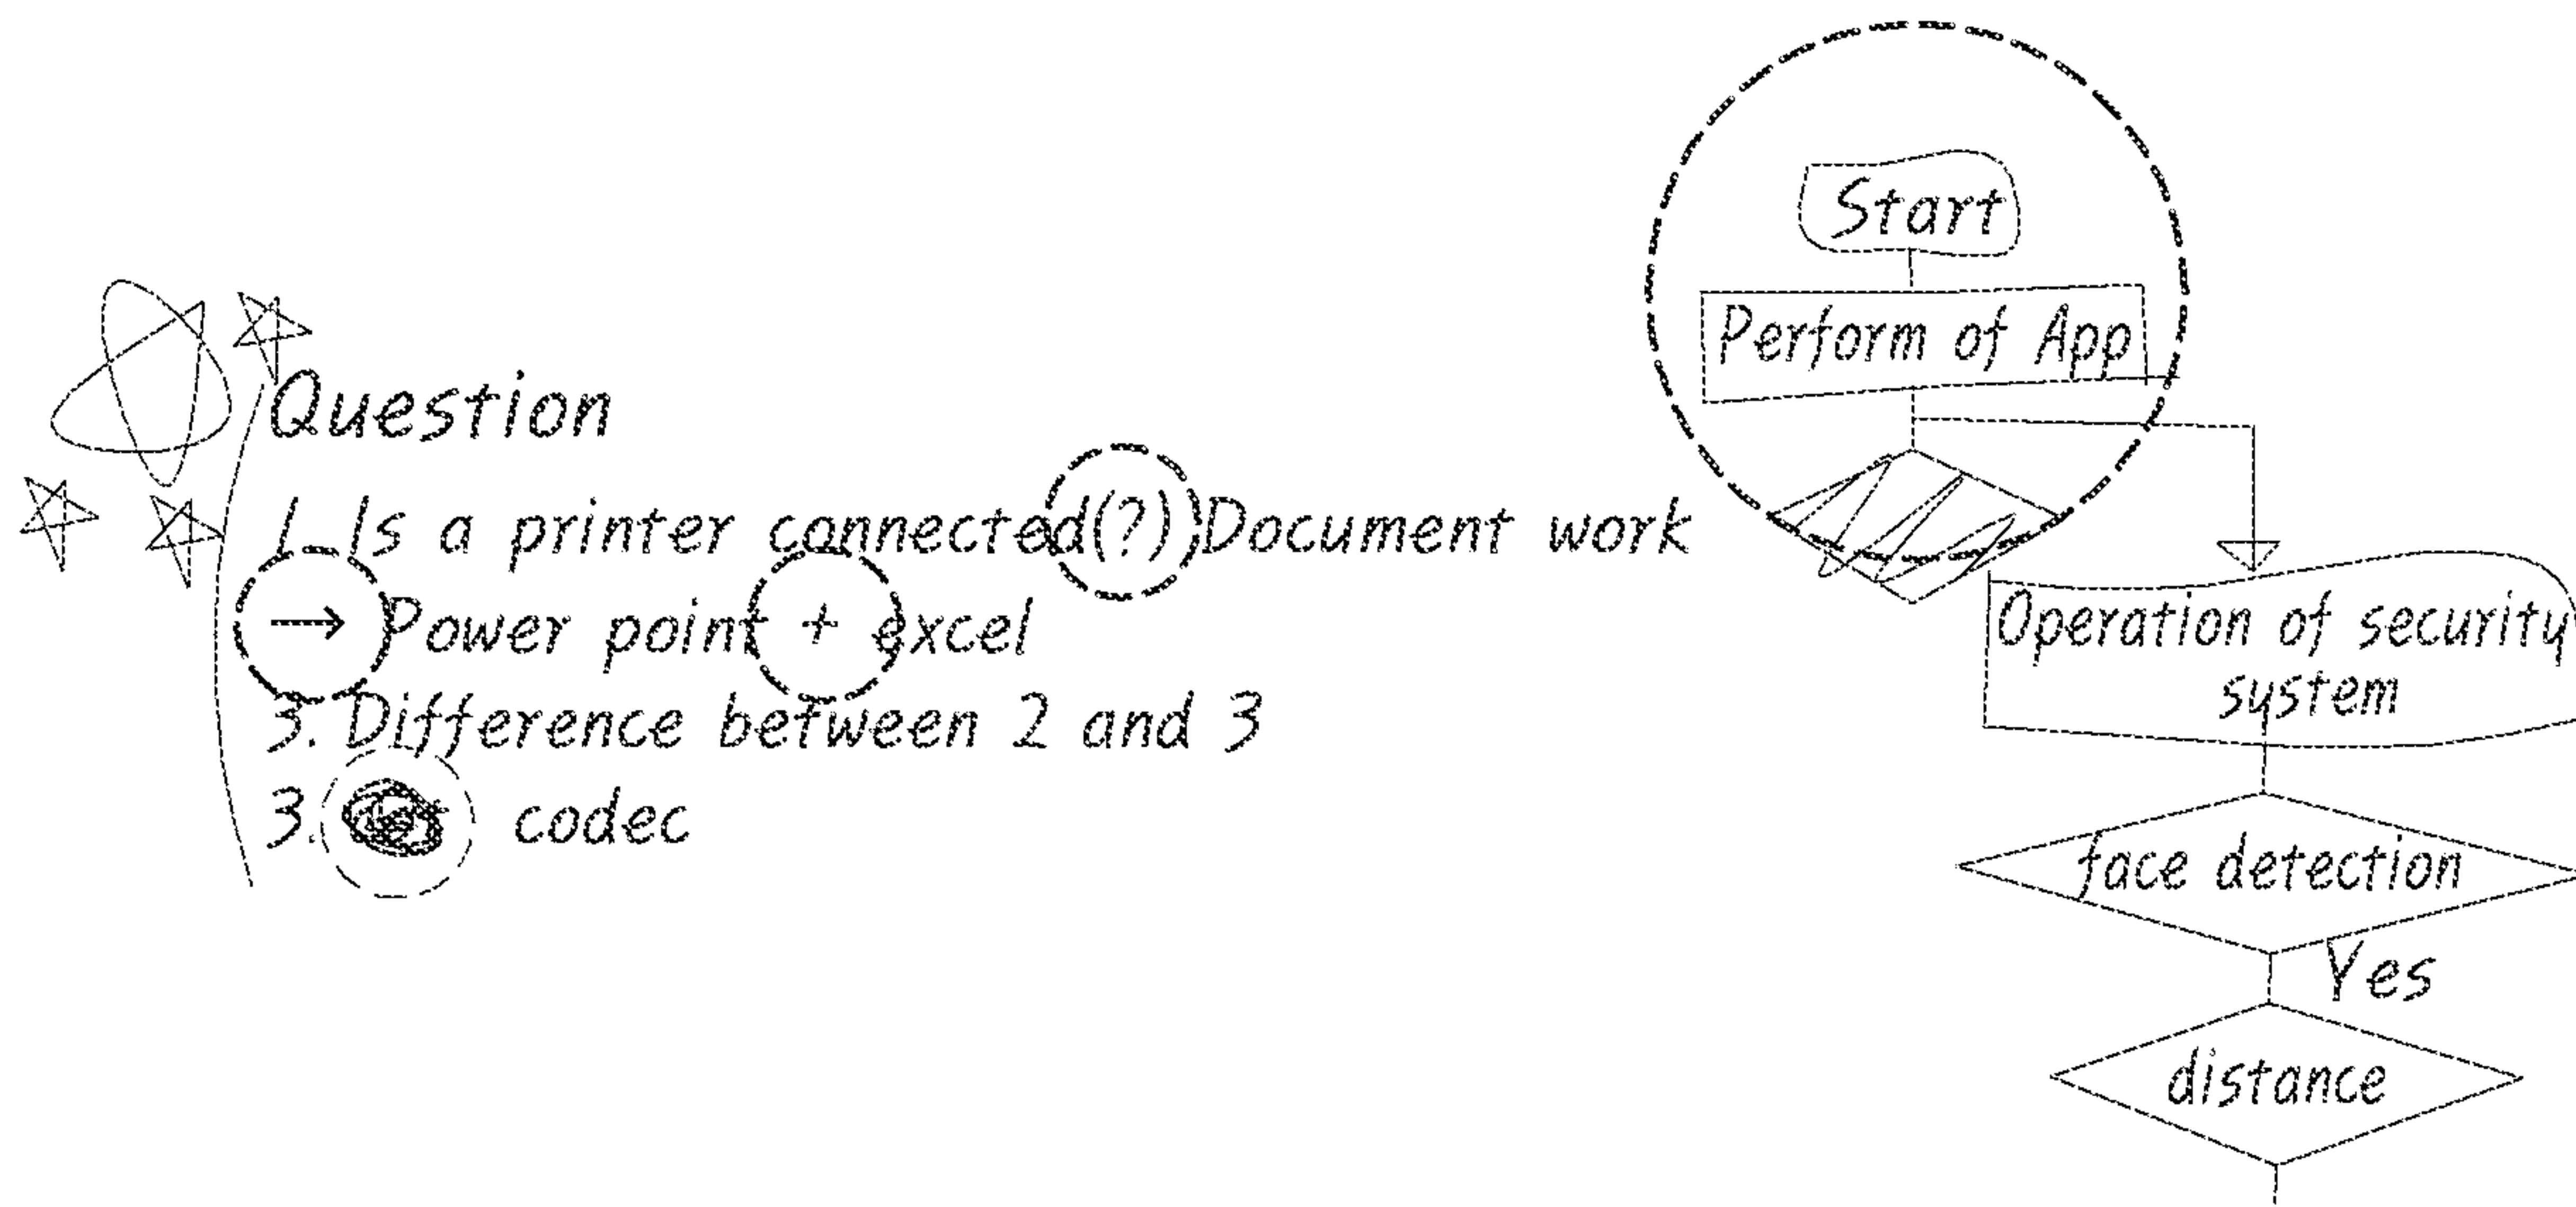 Question
1. Is a printer connected(?), Document work
→ Power point + excel
3. Difference between 2 and 3
3. codec
Start
Perform of App
Operation of security
system
face detection
Yes
distance